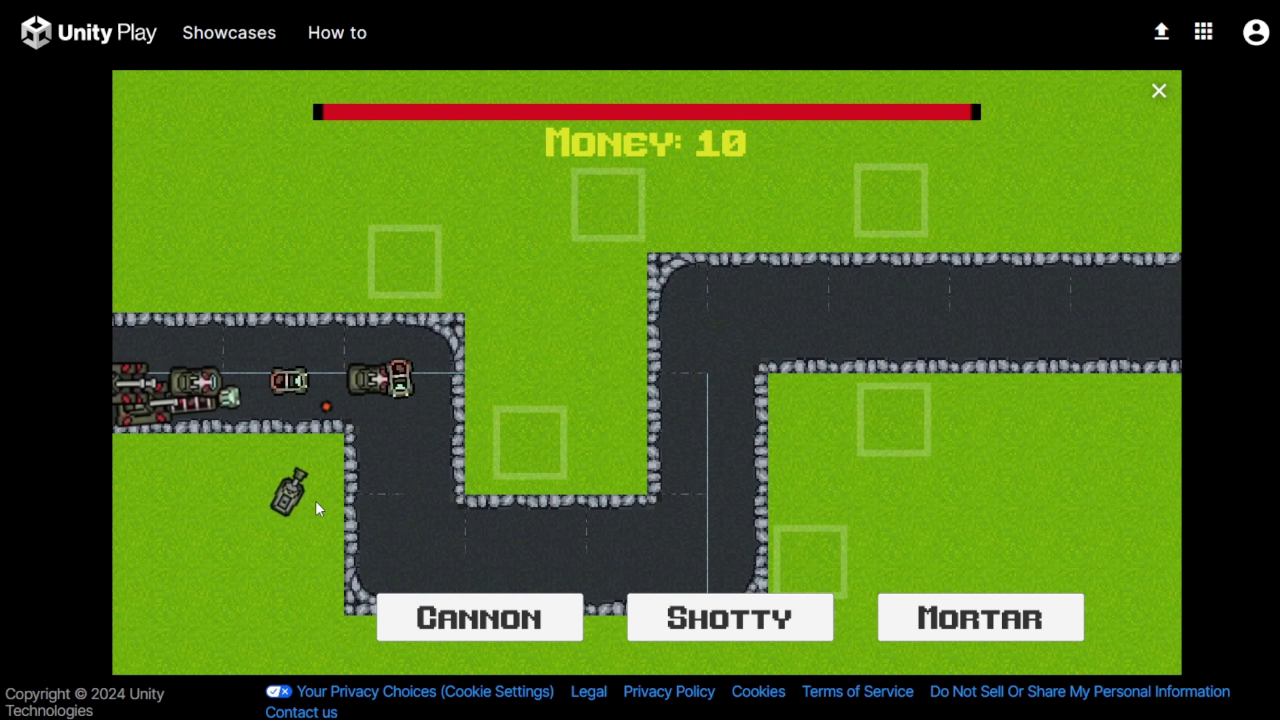 Unity Play Showcases How to
Money: 10
Cannon Shotty Mortar
Copyright © 2024 Unity
Technologies
Your Privacy Choices (Cookie Settings) Legal Privacy Policy Cookies Terms of Service Do Not Sell Or Share My Personal Information
Contact us